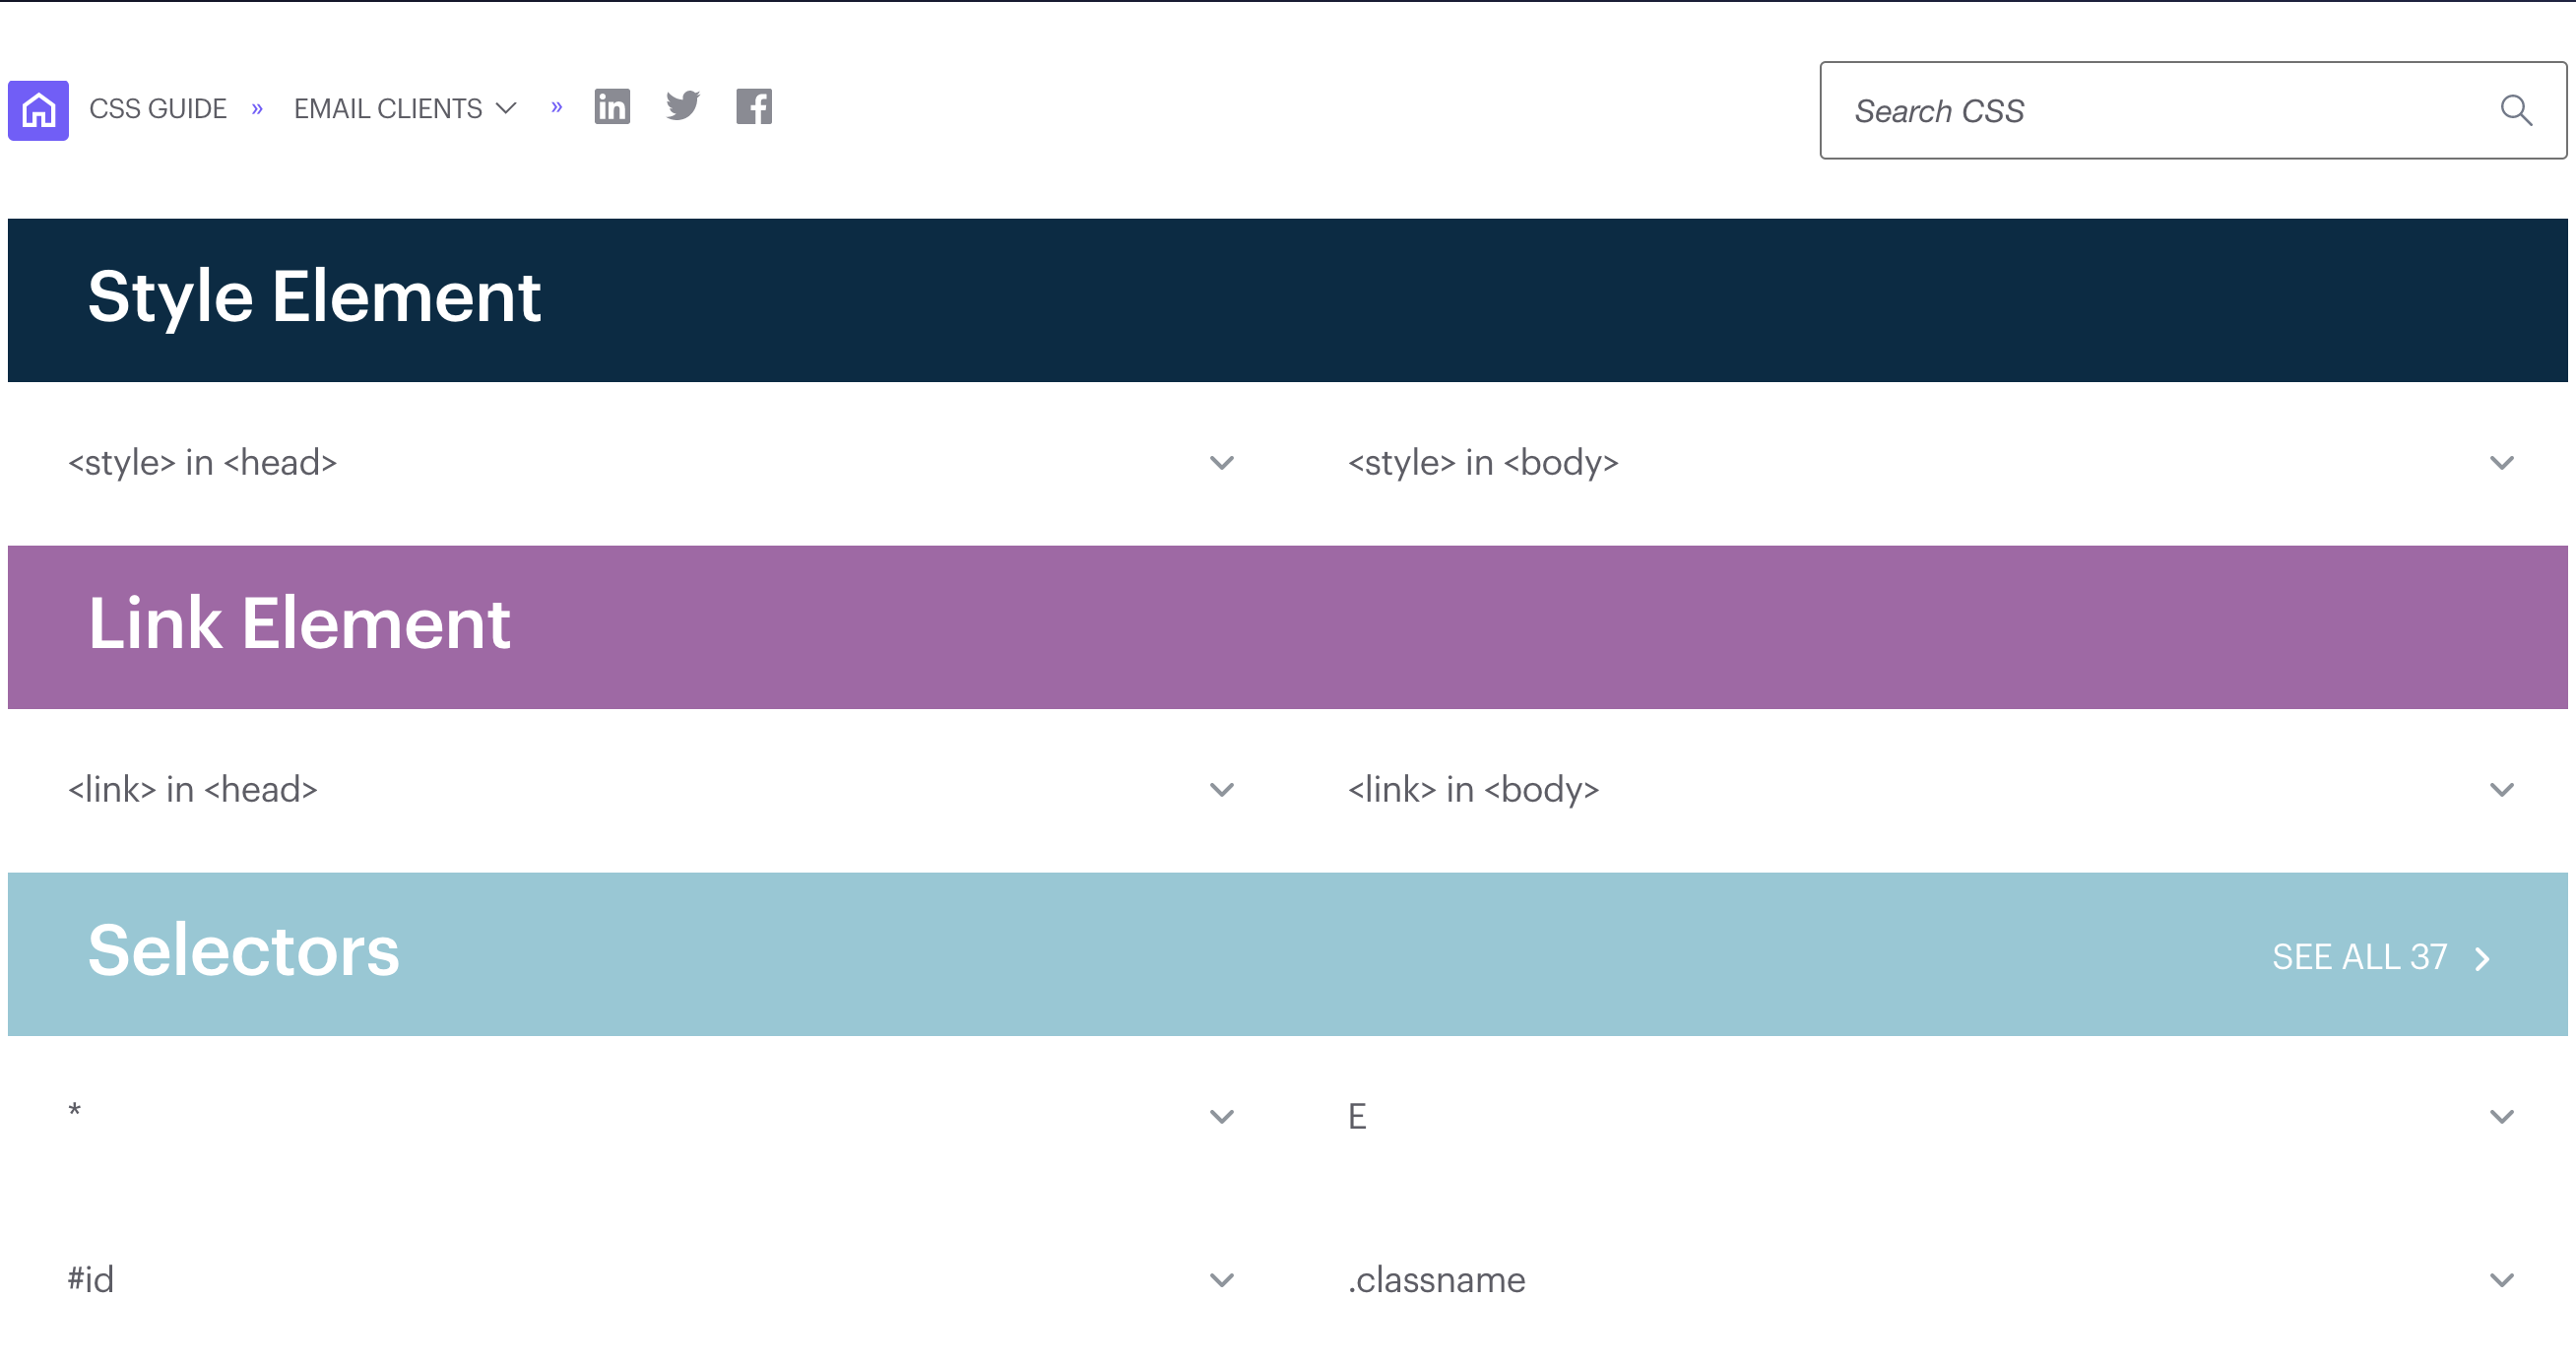 CSS GUIDE » EMAIL CLIENTS »
Search CSS
Style Element
<style> in <head>
<style> in <body>
Link Element
<link> in <head>
<link> in <body>
Selectors
SEE ALL 37
*
E
#id
.classname